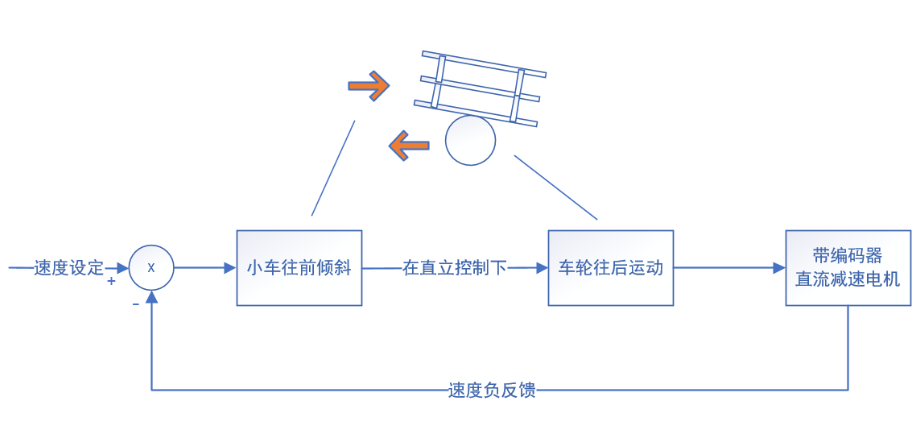 速度设定
+
x
-
小车往前倾斜
在直立控制下
车轮往后运动
带编码器
直流减速电机
速度负反馈